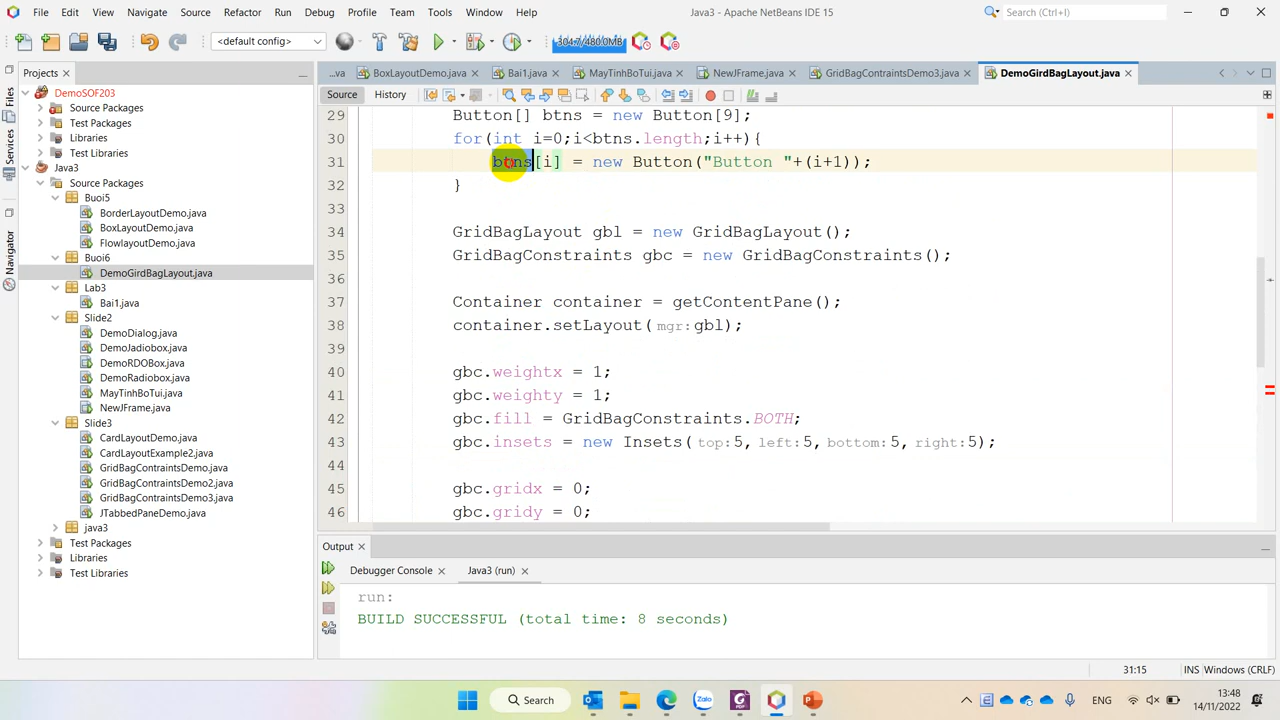 File Edit View Navigate Source Refactor Run Debug Profile Team Tools Window Help
Java3 - Apache NetBeans IDE 15
Search (Ctrl+I)
<default config>
304.7/480.0MB
Projects
...va BoxLayoutDemo.java Bai1.java MayTinhBoTui.java NewJFrame.java GridBagContraintsDemo3.java DemoGirdBagLayout.java
Source History
Files
Navigator
DemoSOF203
Source Packages
Test Packages
Libraries
Test Libraries
Java3
Source Packages
Buoi5
BorderLayoutDemo.java
BoxLayoutDemo.java
FlowlayoutDemo.java
Buoi6
DemoGirdBagLayout.java
Lab3
Bai1.java
Slide2
DemoDialog.java
DemoJadiobox.java
DemoRDOBox.java
DemoRadiobox.java
MayTinhBoTui.java
NewJFrame.java
Slide3
CardLayoutDemo.java
CardLayoutExample2.java
GridBagContraintsDemo.java
GridBagContraintsDemo2.java
GridBagContraintsDemo3.java
JTabbedPaneDemo.java
java3
Test Packages
Libraries
Test Libraries
29 Button[] btns = new Button[9];
30 for(int i=0;i<btns.length;i++){
31 btns[i] = new Button("Button "+(i+1));
32 }
33
34 GridBagLayout gbl = new GridBagLayout();
35 GridBagConstraints gbc = new GridBagConstraints();
36
37 Container container = getContentPane();
38 container.setLayout(mgr:gbl);
39
40 gbc.weightx = 1;
41 gbc.weighty = 1;
42 gbc.fill = GridBagConstraints.BOTH;
43 gbc.insets = new Insets(top:5,left:5,bottom:5,right:5);
44
45 gbc.gridx = 0;
46 gbc.gridy = 0;
Output
Debugger Console Java3 (run)
run:
BUILD SUCCESSFUL (total time: 8 seconds)
31:15 INS Windows (CRLF)
Search
Zalo
ENG
13:48
14/11/2022